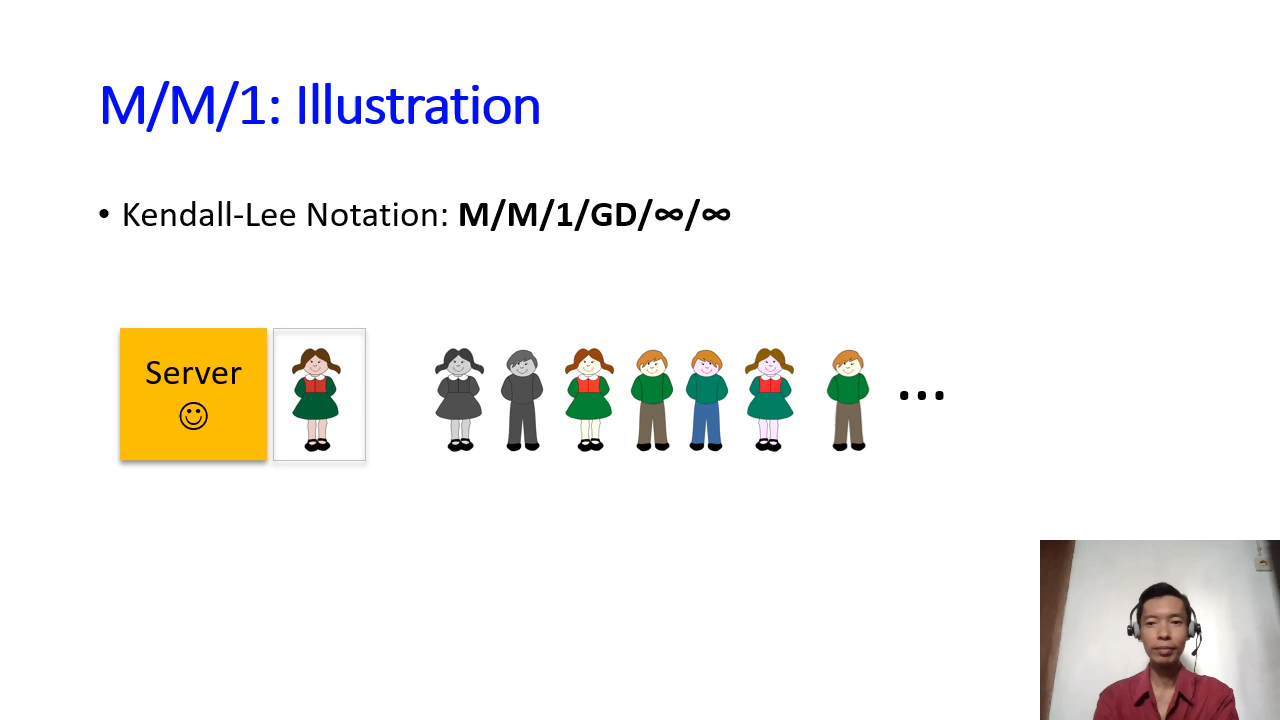 M/M/1: Illustration
• Kendall-Lee Notation: M/M/1/GD/∞/∞
Server
...